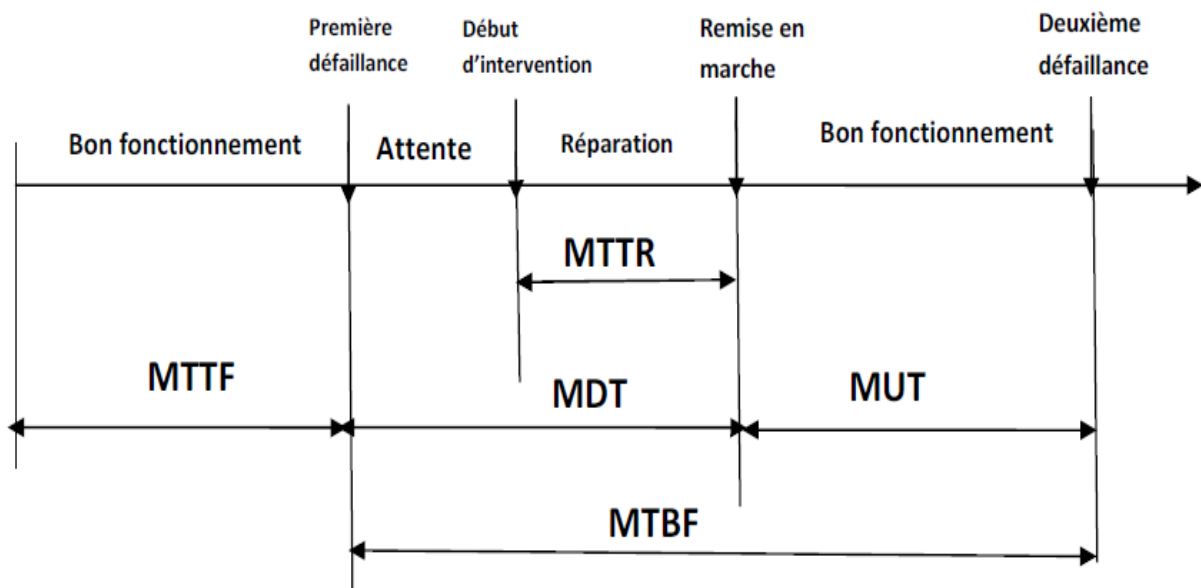 Première
défaillance
Début
d'intervention
Remise en
marche
Deuxième
défaillance
Bon fonctionnement
Attente
Réparation
Bon fonctionnement
MTTR
MTTF
MDT
MUT
MTBF